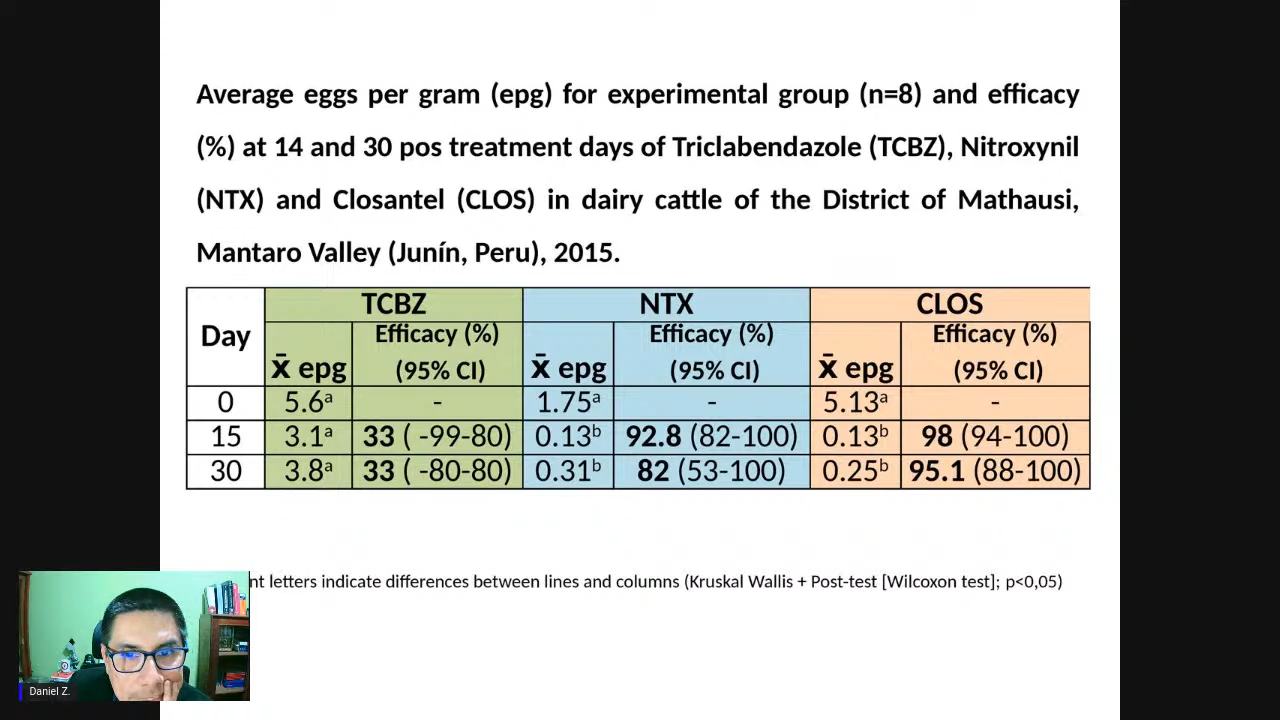 Average eggs per gram (epg) for experimental group (n=8) and efficacy
(%) at 14 and 30 pos treatment days of Triclabendazole (TCBZ), Nitroxynil
(NTX) and Closantel (CLOS) in dairy cattle of the District of Mathausi,
Mantaro Valley (Junín, Peru), 2015.
Day TCBZ NTX CLOS
x̄ epg Efficacy (%) (95% CI) x̄ epg Efficacy (%) (95% CI) x̄ epg Efficacy (%) (95% CI)
0 5.6ᵃ - 1.75ᵃ - 5.13ᵃ -
15 3.1ᵃ 33 ( -99-80) 0.13ᵇ 92.8 (82-100) 0.13ᵇ 98 (94-100)
30 3.8ᵃ 33 ( -80-80) 0.31ᵇ 82 (53-100) 0.25ᵇ 95.1 (88-100)
letters indicate differences between lines and columns (Kruskal Wallis + Post-test [Wilcoxon test]; p<0,05)
Daniel Z.